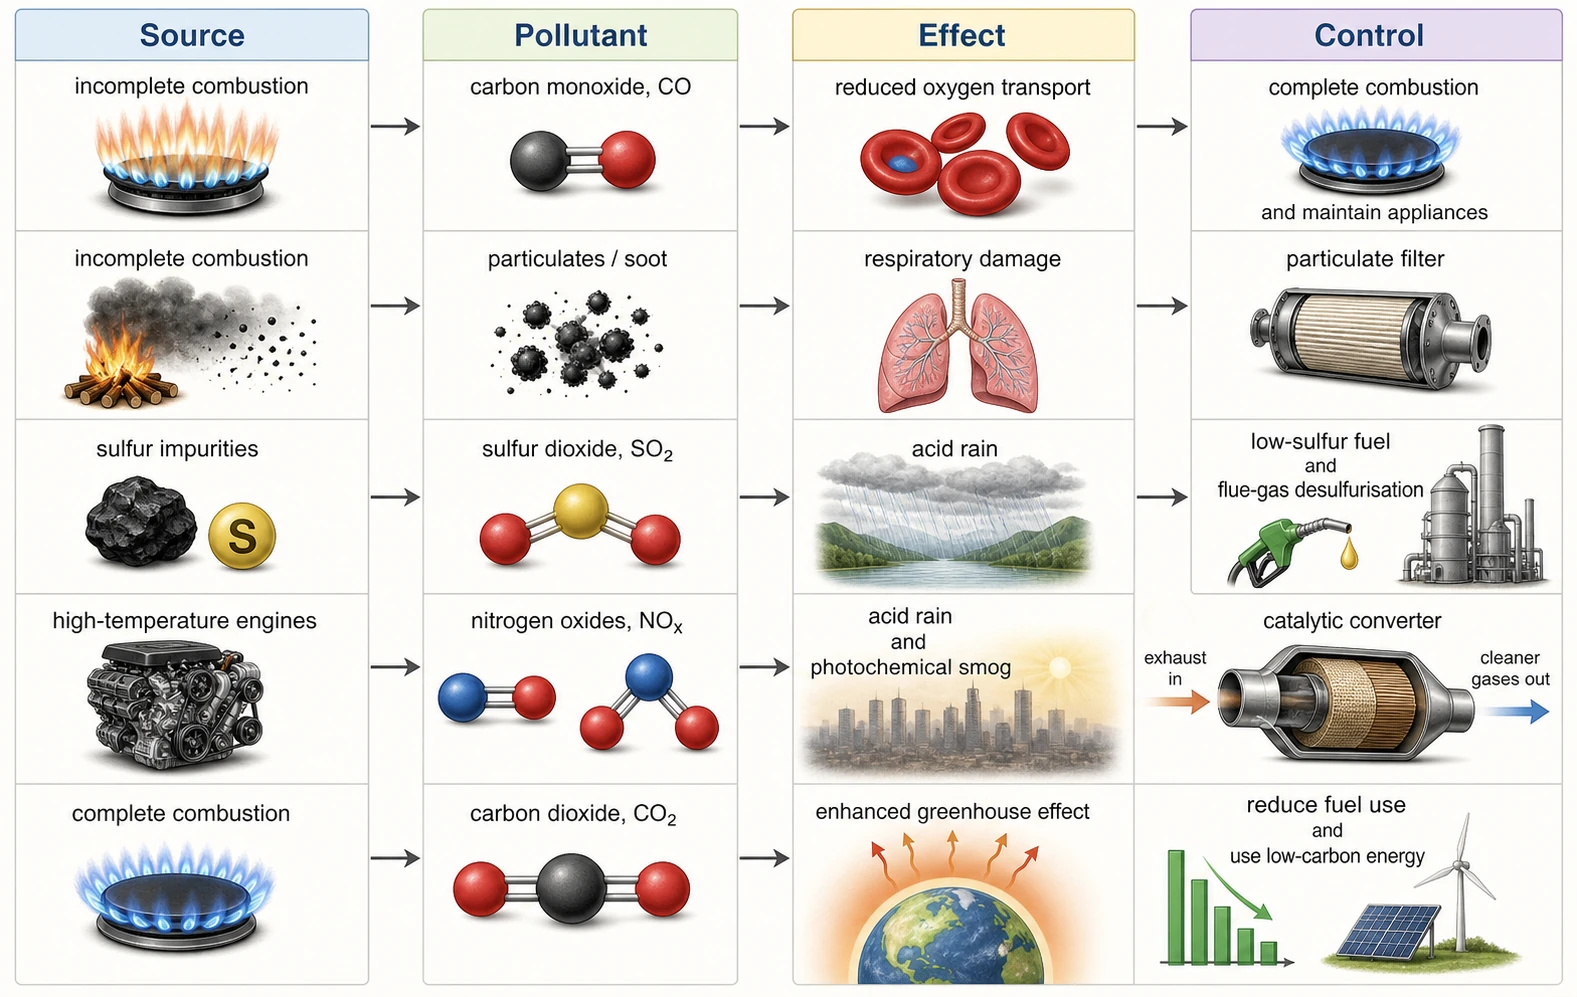 Source
Pollutant
Effect
Control
incomplete combustion
carbon monoxide, CO
reduced oxygen transport
complete combustion
and maintain appliances
incomplete combustion
particulates / soot
respiratory damage
particulate filter
sulfur impurities
S
sulfur dioxide, SO₂
acid rain
low-sulfur fuel
and
flue-gas desulfurisation
high-temperature engines
nitrogen oxides, NOₓ
acid rain
and
photochemical smog
catalytic converter
exhaust
in
cleaner
gases out
complete combustion
carbon dioxide, CO₂
enhanced greenhouse effect
reduce fuel use
and
use low-carbon energy